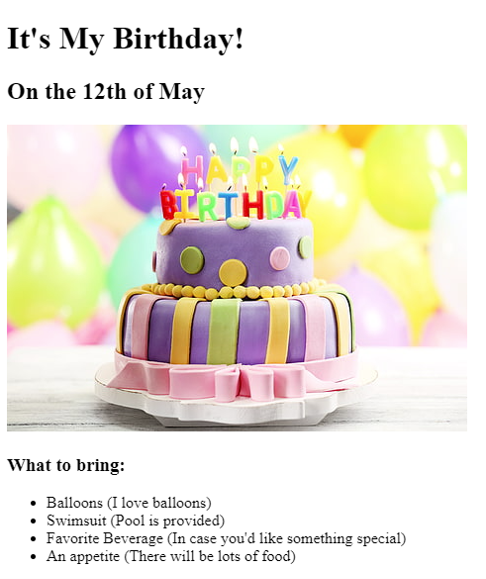 It's My Birthday!
On the 12th of May
HAPPY
BIRTHDAY
What to bring:
Balloons (I love balloons)
Swimsuit (Pool is provided)
Favorite Beverage (In case you'd like something special)
An appetite (There will be lots of food)